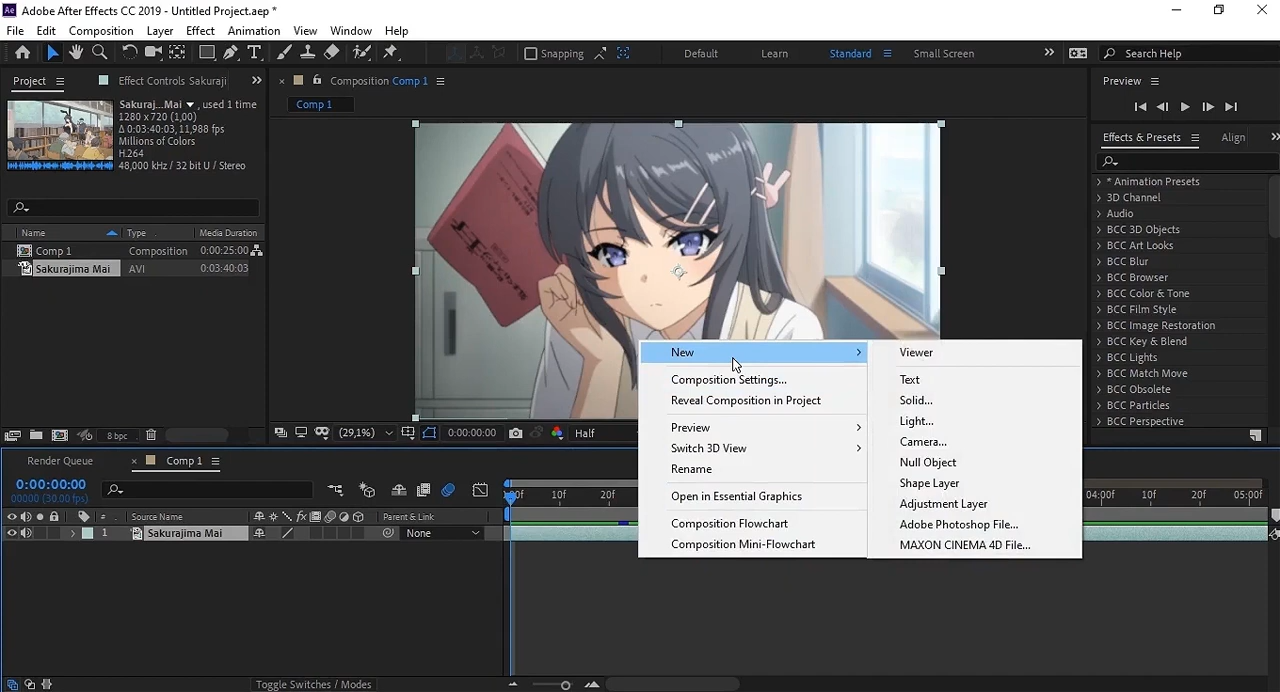 Adobe After Effects CC 2019 - Untitled Project.aep *
File Edit Composition Layer Effect Animation View Window Help
Snapping Default Learn Standard Small Screen Search Help
Project Effect Controls Sakuraji
Composition Comp 1
Preview
Comp 1
Sakuraj...Mai , used 1 time
1280 x 720 (1,00)
Δ 0:03:40:03, 11,988 fps
Millions of Colors
H.264
48,000 kHz / 32 bit U / Stereo
Effects & Presets Align
* Animation Presets
3D Channel
Audio
BCC 3D Objects
BCC Art Looks
BCC Blur
BCC Browser
BCC Color & Tone
BCC Film Style
BCC Image Restoration
BCC Key & Blend
BCC Lights
BCC Match Move
BCC Obsolete
BCC Particles
BCC Perspective
Name Type Media Duration
Comp 1 Composition 0:00:25:00
Sakurajima Mai AVI 0:03:40:03
8 bpc
(29,1%) 0:00:00:00 Half
New
Composition Settings...
Reveal Composition in Project
Preview
Switch 3D View
Rename
Open in Essential Graphics
Composition Flowchart
Composition Mini-Flowchart
Viewer
Text
Solid...
Light...
Camera...
Null Object
Shape Layer
Adjustment Layer
Adobe Photoshop File...
MAXON CINEMA 4D File...
Render Queue Comp 1
0:00:00:00
00000 (30.00 fps)
10f 20f 04:00f 10f 20f 05:00f
# Source Name Parent & Link
1 Sakurajima Mai None
Toggle Switches / Modes